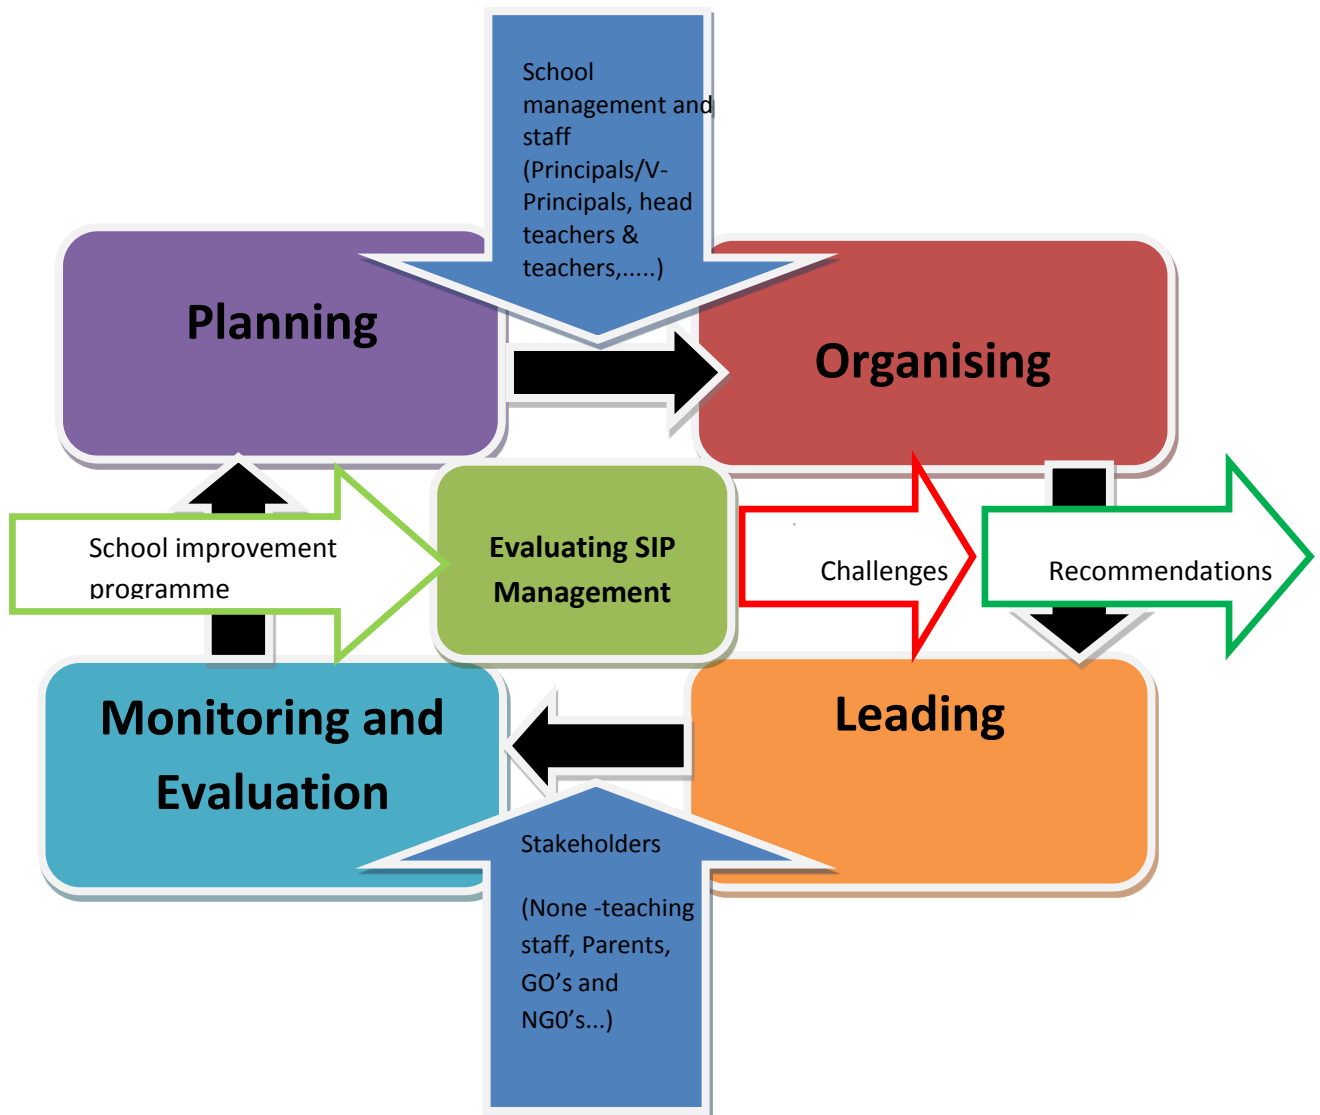 School
management and
staff
(Principals/V-
Principals, head
teachers &
teachers,.....)
Planning
Organising
School improvement
programme
Evaluating SIP
Management
Challenges
Recommendations
Monitoring and
Evaluation
Leading
Stakeholders
(None -teaching
staff, Parents,
GO’s and
NG0’s...)